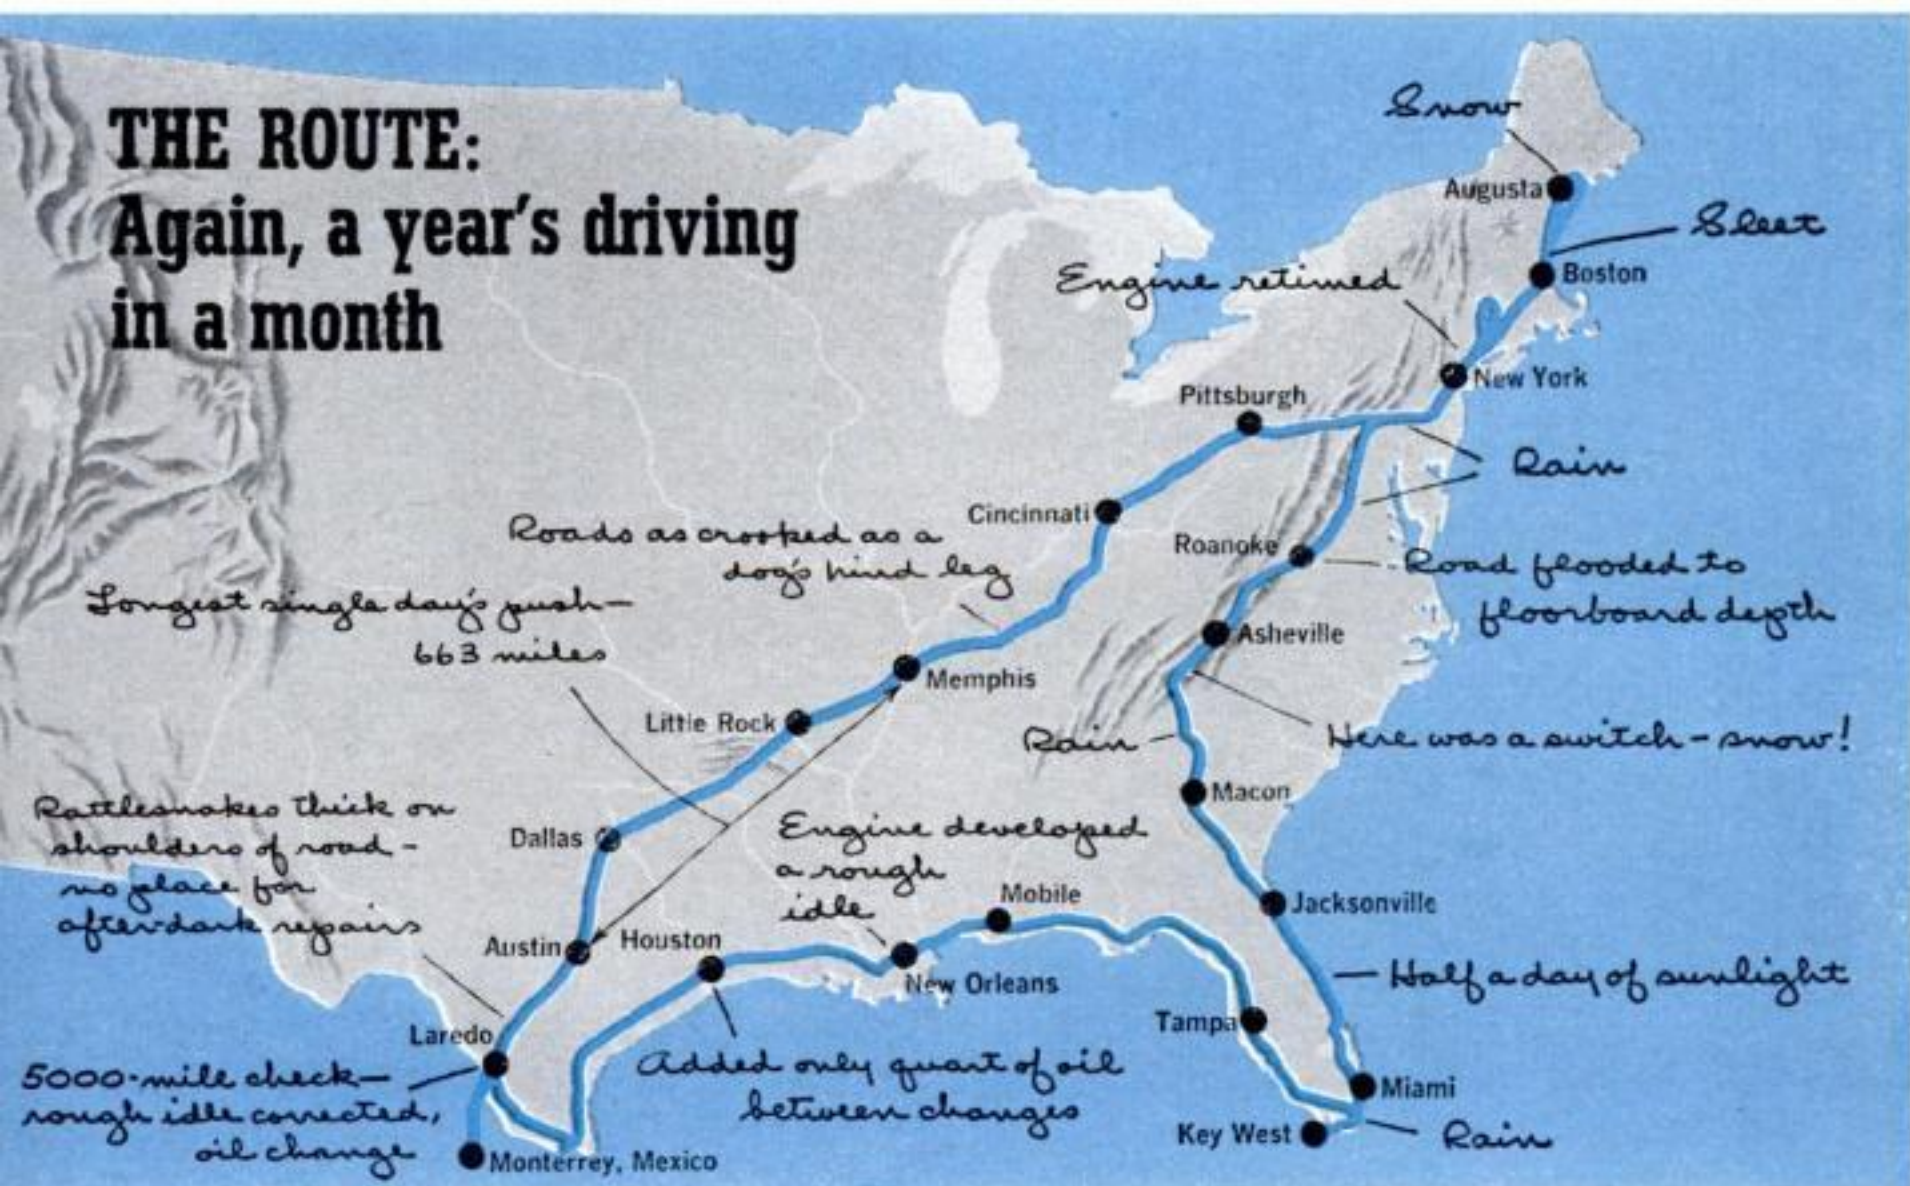 THE ROUTE:
Again, a year's driving
in a month
Snow
Augusta
Sleet
Engine retimed
Boston
New York
Pittsburgh
Rain
Cincinnati
Roads as crooked as a
dog's hind leg
Roanoke
Road flooded to
floorboard depth
Longest single day's push—
663 miles
Asheville
Memphis
Little Rock
Rain
Here was a switch - snow!
Rattlesnakes thick on
shoulders of road -
no place for
after-dark repairs
Macon
Dallas
Engine developed
a rough
idle
Mobile
Jacksonville
Austin
Houston
New Orleans
Half a day of sunlight
Tampa
Laredo
5000-mile check—
rough idle corrected,
oil change
Added only quart of oil
between changes
Miami
Key West
Rain
Monterrey, Mexico